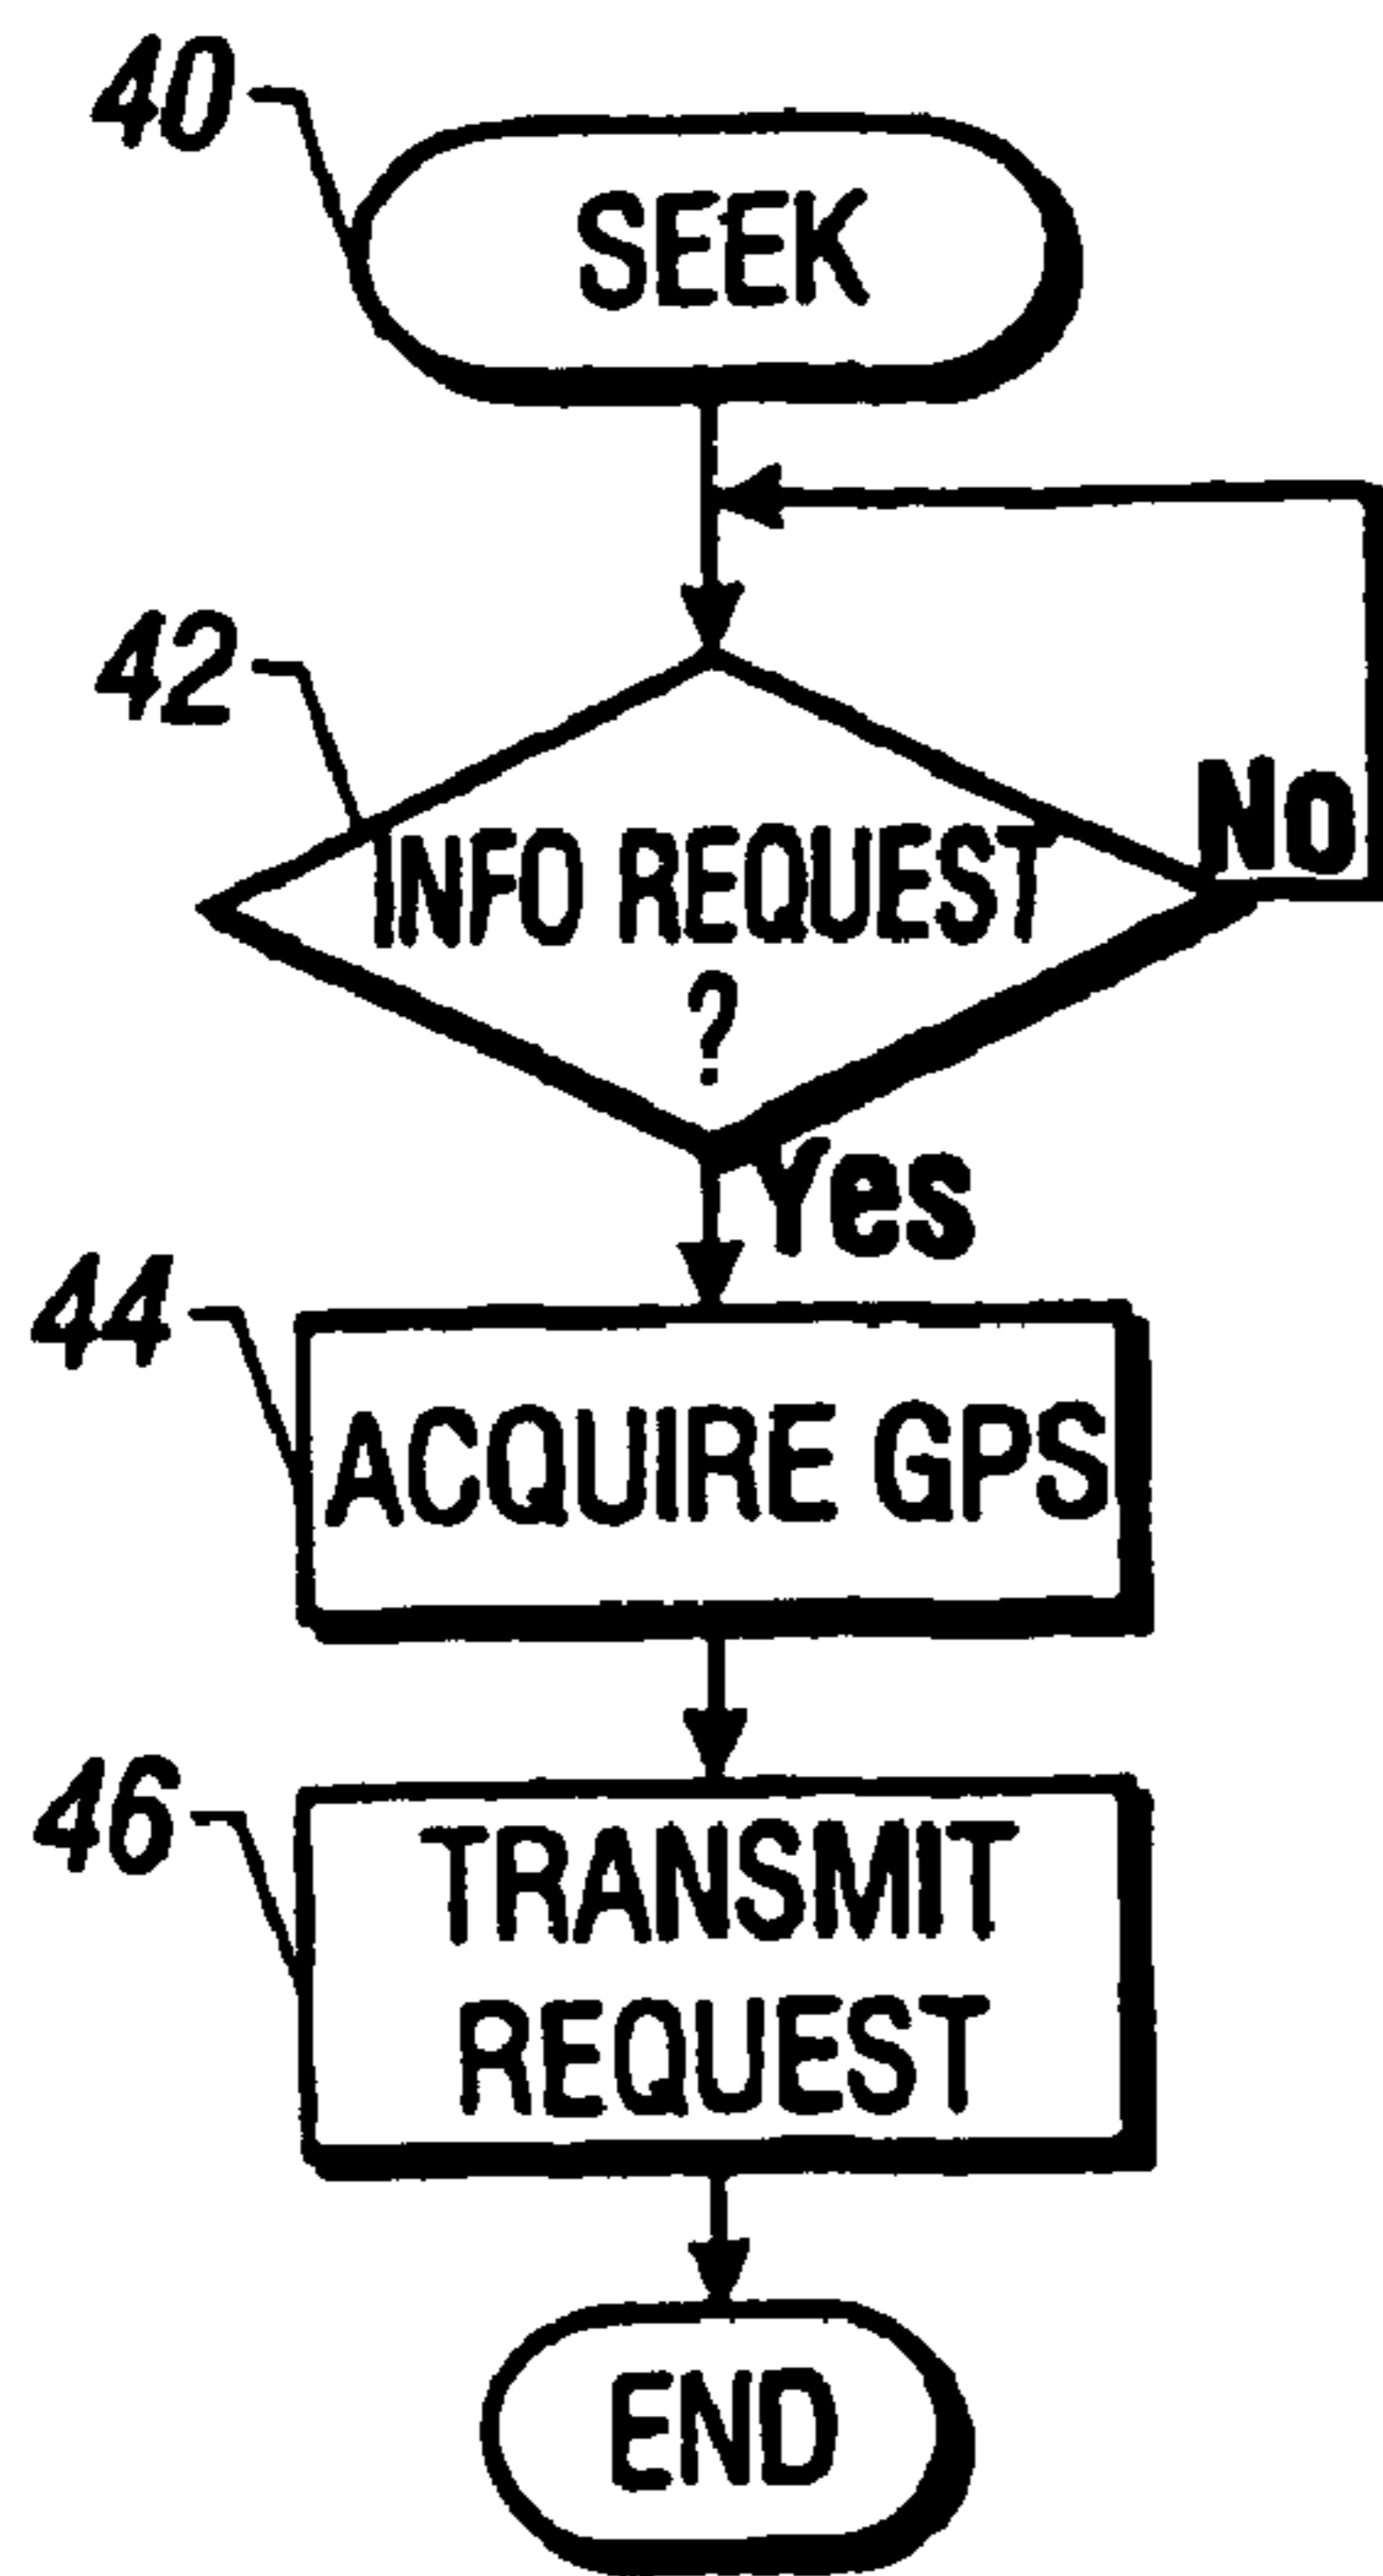 40
SEEK
42
INFO REQUEST
?
No
Yes
44
ACQUIRE GPS
46
TRANSMIT
REQUEST
END